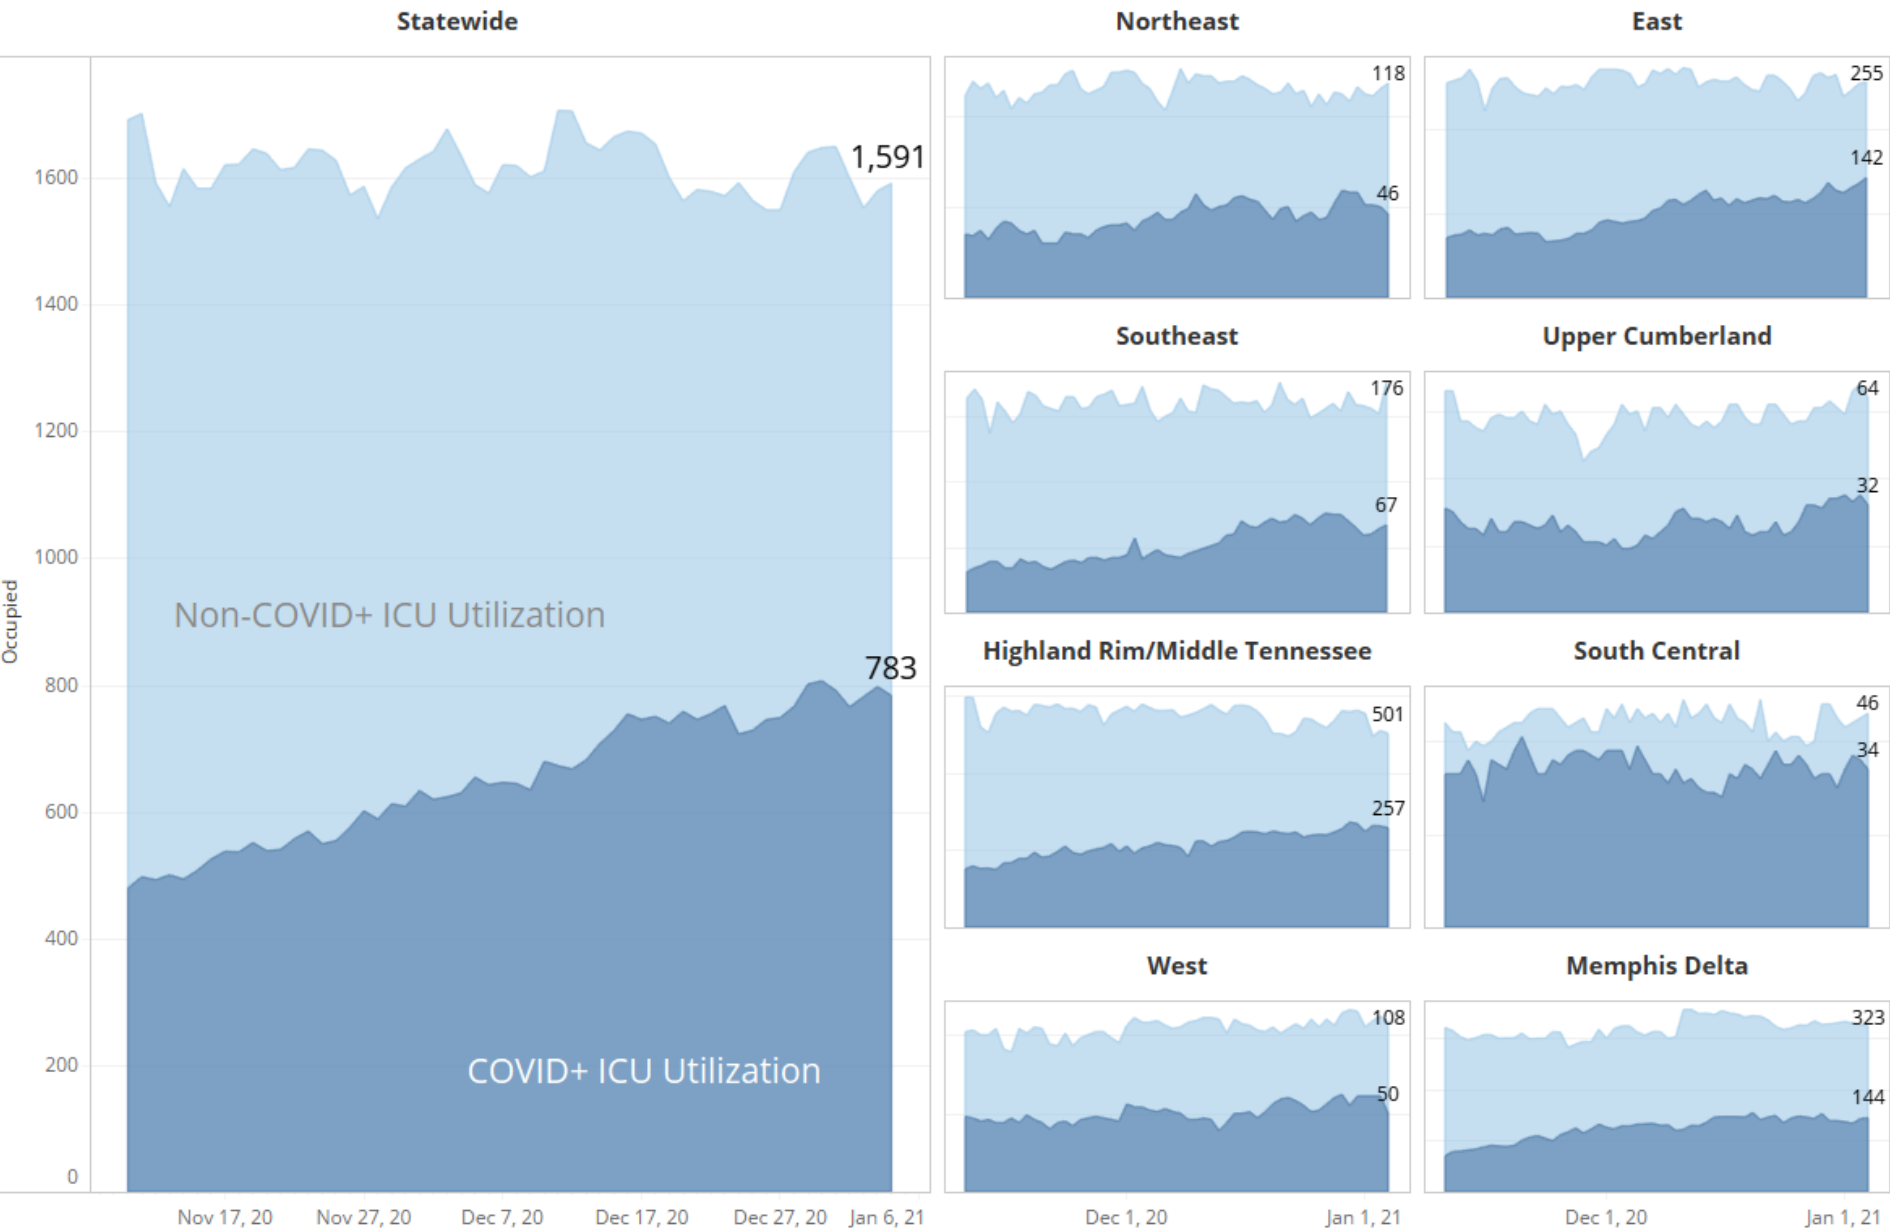 Statewide
Northeast
East
1600
1400
1200
1000
800
600
400
200
0
Occupied
1,591
783
Non-COVID+ ICU Utilization
COVID+ ICU Utilization
Nov 17, 20
Nov 27, 20
Dec 7, 20
Dec 17, 20
Dec 27, 20
Jan 6, 21
118
46
255
142
Southeast
Upper Cumberland
176
67
64
32
Highland Rim/Middle Tennessee
South Central
501
257
46
34
West
Memphis Delta
108
50
323
144
Dec 1, 20
Jan 1, 21
Dec 1, 20
Jan 1, 21